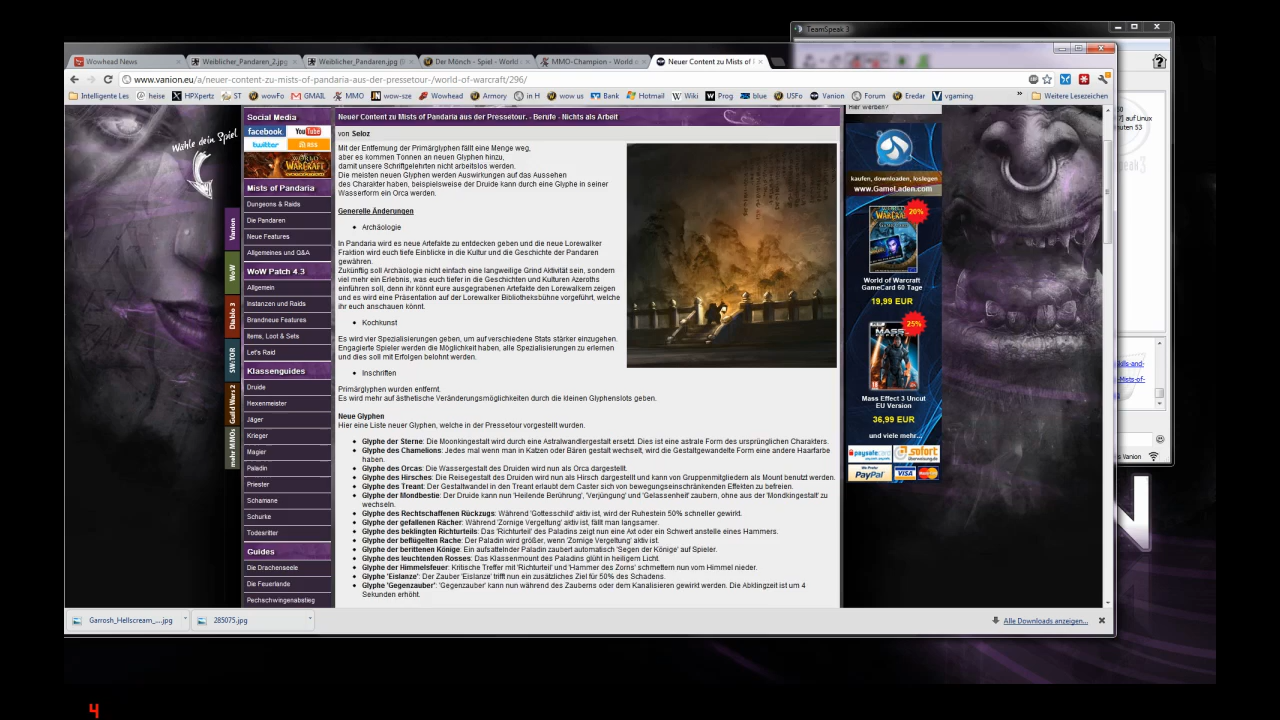 TeamSpeak 3
Wowhead News
Weiblicher_Pandaren_2.jpg
Weiblicher_Pandaren.jpg (
Der Mönch - Spiel - World
MMO-Champion - World o
Neuer Content zu Mists of
www.vanion.eu/a/neuer-content-zu-mists-of-pandaria-aus-der-pressetour-/world-of-warcraft/296/
Intelligente Les
heise
HPXpertz
ST
wowFo
GMAIL
MMO
wow-sze
Wowhead
Armory
in H
wow us
Bank
Hotmail
Wiki
Prog
blue
USFo
Vanion
Forum
Eredar
vgaming
»
Weitere Lesezeichen
Wähle dein Spiel
Vanion
WoW
Diablo 3
SW:TOR
Guild Wars 2
mehr MMOs
Social Media
facebook
YouTube
twitter
RSS
WORLD WARCRAFT
Mists of Pandaria
Dungeons & Raids
Die Pandaren
Neue Features
Allgemeines und Q&A
WoW Patch 4.3
Allgemein
Instanzen und Raids
Brandneue Features
Items, Loot & Sets
Let's Raid
Klassenguides
Druide
Hexenmeister
Jäger
Krieger
Magier
Paladin
Priester
Schamane
Schurke
Todesritter
Guides
Die Drachenseele
Die Feuerlande
Pechschwingenabstieg
Neuer Content zu Mists of Pandaria aus der Pressetour. - Berufe - Nichts als Arbeit
von Seloz
Mit der Entfernung der Primärglyphen fällt eine Menge weg,
aber es kommen Tonnen an neuen Glyphen hinzu,
damit unsere Schriftgelehrten nicht arbeitslos werden.
Die meisten neuen Glyphen werden Auswirkungen auf das Aussehen
des Charakter haben, beispielsweise der Druide kann durch eine Glyphe in seiner
Wasserform ein Orca werden.
Generelle Änderungen
• Archäologie
In Pandaria wird es neue Artefakte zu entdecken geben und die neue Lorewalker
Fraktion wird euch tiefe Einblicke in die Kultur und die Geschichte der Pandaren
gewähren.
Zukünftig soll Archäologie nicht einfach eine langweilige Grind Aktivität sein, sondern
viel mehr ein Erlebnis, was euch tiefer in die Geschichten und Kulturen Azeroths
einführen soll, denn ihr könnt eure ausgegrabenen Artefakte den Lorewalkern zeigen
und es wird eine Präsentation auf der Lorewalker Bibliotheksbühne vorgeführt, welche
ihr euch anschauen könnt.
• Kochkunst
Es wird vier Spezialisierungen geben, um auf verschiedene Stats stärker einzugehen.
Engagierte Spieler werden die Möglichkeit haben, alle Spezialisierungen zu erlernen
und dies soll mit Erfolgen belohnt werden.
• Inschriften
Primärglyphen wurden entfernt.
Es wird mehr auf ästhetische Veränderungsmöglichkeiten durch die kleinen Glyphenslots geben.
Neue Glyphen
Hier eine Liste neuer Glyphen, welche in der Pressetour vorgestellt wurden.
• Glyphe der Sterne: Die Moonkingestalt wird durch eine Astralwandlergestalt ersetzt. Dies ist eine astrale Form des ursprünglichen Charakters.
• Glyphe des Chamelions: Jedes mal wenn man in Katzen oder Bären gestalt wechselt, wird die Gestaltgewandelte Form eine andere Haarfarbe
haben.
• Glyphe des Orcas: Die Wassergestalt des Druiden wird nun als Orca dargestellt.
• Glyphe des Hirsches: Die Reisegestalt des Druiden wird nun als Hirsch dargestellt und kann von Gruppenmitgliedern als Mount benutzt werden.
• Glyphe des Treant: Der Gestaltwandel in den Treant erlaubt dem Caster sich von bewegungseinschränkenden Effekten zu befreien.
• Glyphe der Mondbestie: Der Druide kann nun 'Heilende Berührung', 'Verjüngung' und 'Gelassenheit' zaubern, ohne aus der 'Mondkingestalt' zu
wechseln.
• Glyphe des Rechtschaffenen Rückzugs: Während 'Gottesschild' aktiv ist, wird der Ruhestein 50% schneller gewirkt.
• Glyphe der gefallenen Rächer: Während 'Zornige Vergeltung' aktiv ist, fällt man langsamer.
• Glyphe des beklingten Richturteils: Das 'Richturteil' des Paladins zeigt nun eine Axt oder ein Schwert anstelle eines Hammers.
• Glyphe der beflügelten Rache: Der Paladin wird größer, wenn 'Zornige Vergeltung' aktiv ist.
• Glyphe der berittenen Könige: Ein aufsattelnder Paladin zaubert automatisch 'Segen der Könige' auf Spieler.
• Glyphe des leuchtenden Rosses: Das Klassenmount des Paladins glüht in heiligem Licht.
• Glyphe der Himmelsfeuer: Kritische Treffer mit 'Richturteil' und 'Hammer des Zorns' schmettern nun vom Himmel nieder.
• Glyphe 'Eislanze': Der Zauber 'Eislanze' trifft nun ein zusätzliches Ziel für 50% des Schadens.
• Glyphe 'Gegenzauber': 'Gegenzauber' kann nun während des Zauberns oder dem Kanalisieren gewirkt werden. Die Abklingzeit ist um 4
Sekunden erhöht.
Hier werben?
kaufen, downloaden, loslegen
www.GameLaden.com
20%
World of Warcraft
GameCard 60 Tage
19,99 EUR
25%
MASS
Mass Effect 3 Uncut
EU Version
36,99 EUR
und viele mehr...
paysafecard
sofort
überweisung.de
PayPal
VISA
MasterCard
auf Linux
53
kills-and-
-Mists-of-
Vanion
N
Garrosh_Hellscream_....jpg
285075.jpg
Alle Downloads anzeigen...
4